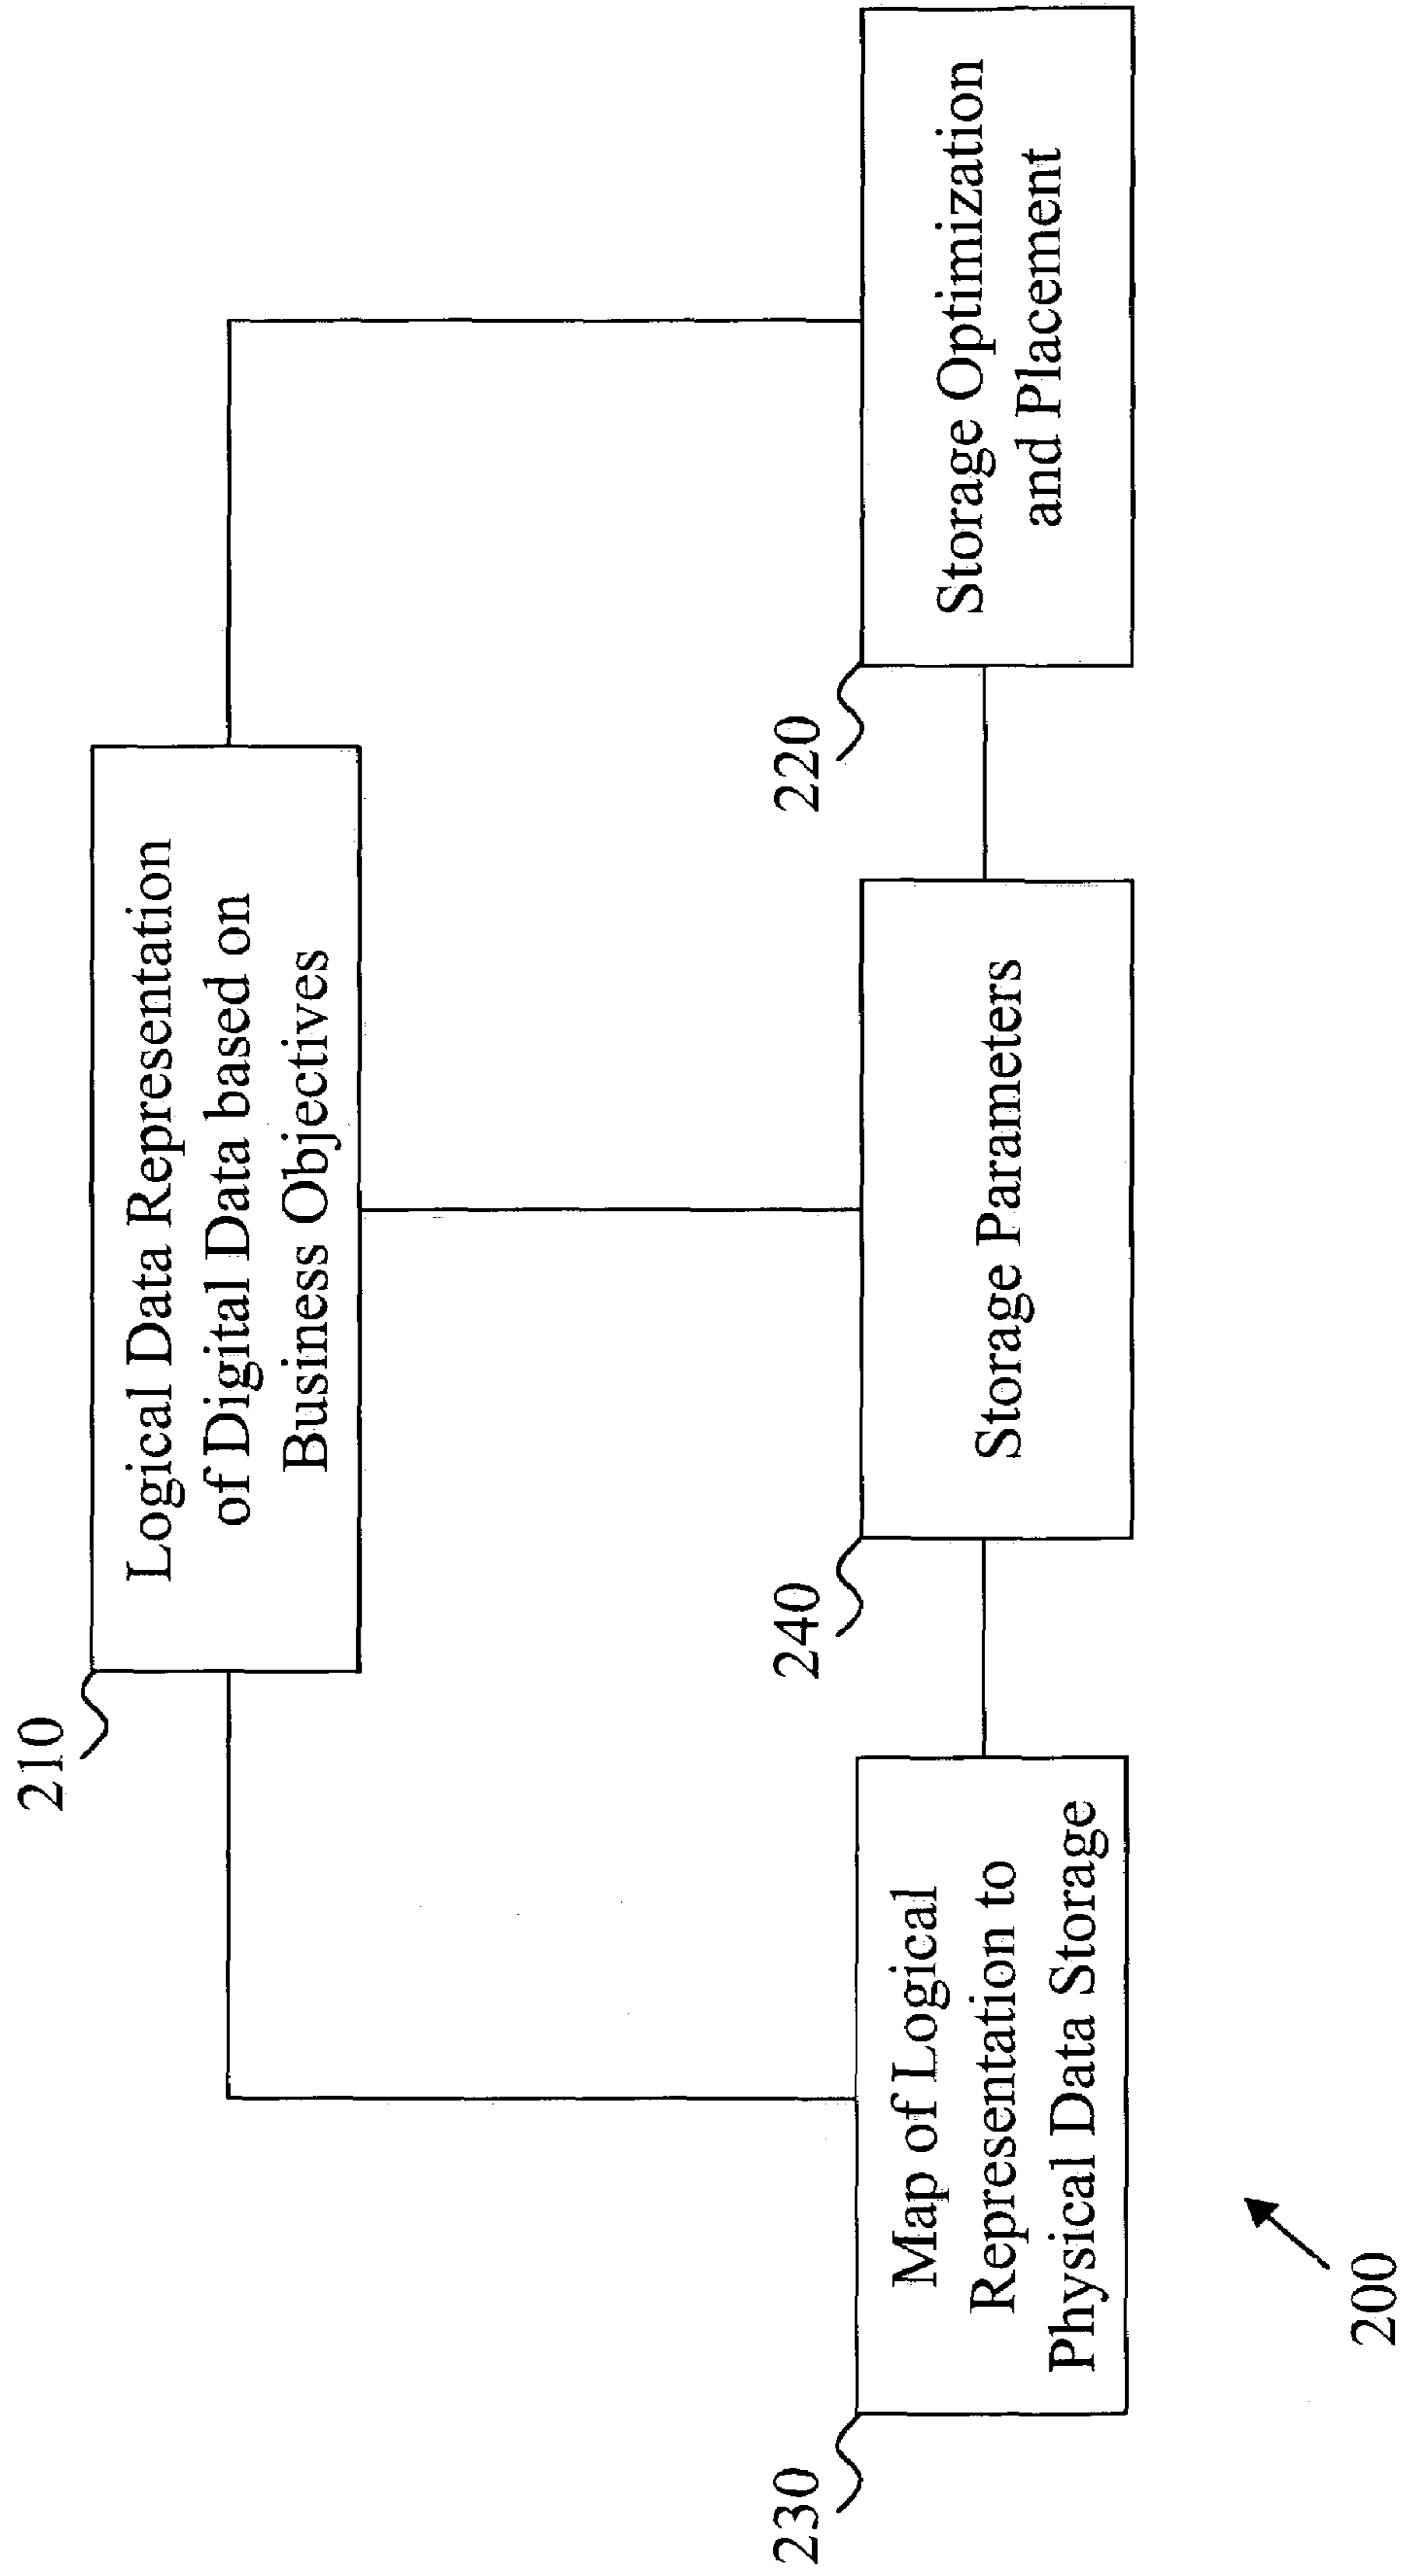 210
Logical Data Representation
of Digital Data based on
Business Objectives
230
Map of Logical
Representation to
Physical Data Storage
240
Storage Parameters
220
Storage Optimization
and Placement
200